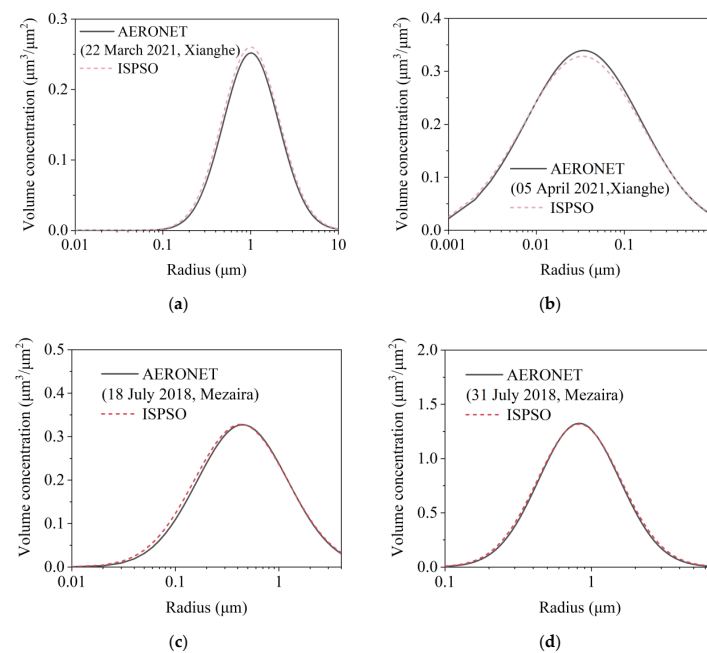 0.3
0.2
0.1
0.0
Volume concentration (μm³/μm²)
AERONET
(22 March 2021, Xianghe)
ISPSO
0.01
0.1
1
10
Radius (μm)
(a)
0.4
0.3
0.2
0.1
0.0
Volume concentration (μm³/μm²)
AERONET
(05 April 2021,Xianghe)
ISPSO
0.001
0.01
0.1
Radius (μm)
(b)
0.5
0.4
0.3
0.2
0.1
0.0
Volume concentration (μm³/μm²)
AERONET
(18 July 2018, Mezaira)
ISPSO
0.01
0.1
1
Radius (μm)
(c)
2.0
1.5
1.0
0.5
0.0
Volume concentration (μm³/μm²)
AERONET
(31 July 2018, Mezaira)
ISPSO
0.1
1
Radius (μm)
(d)